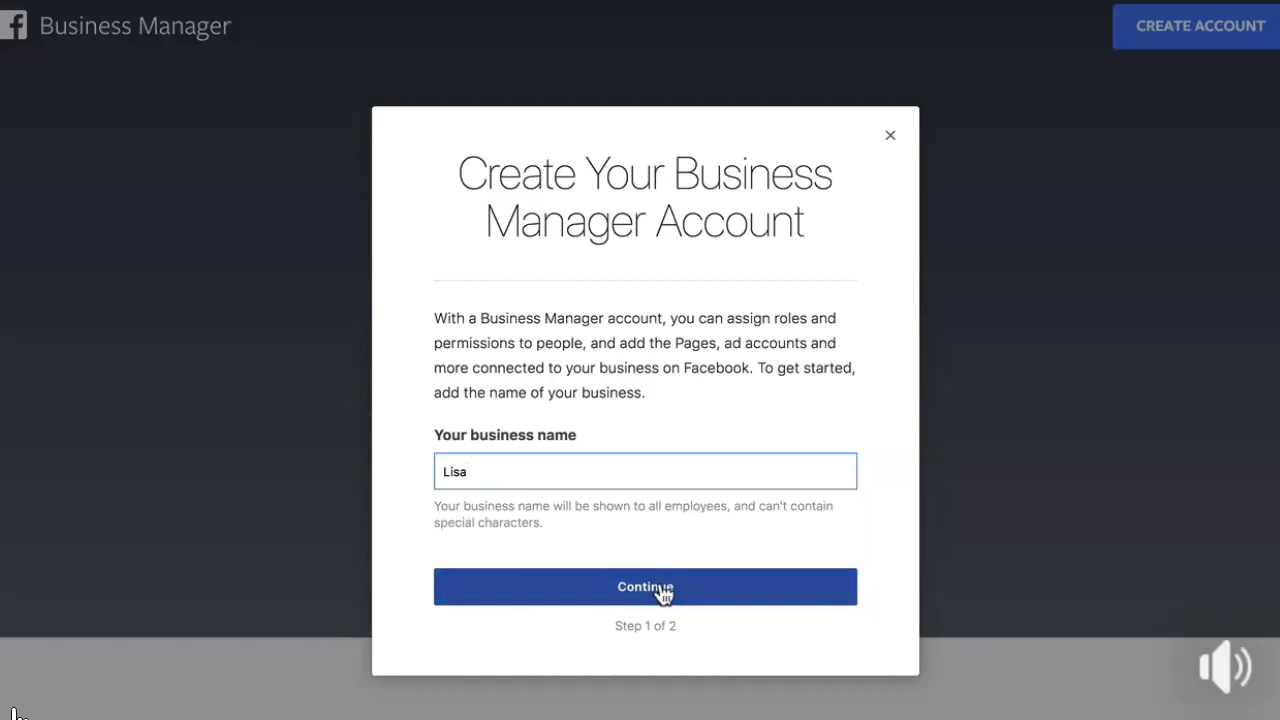 Business Manager
CREATE ACCOUNT
Create Your Business
Manager Account
With a Business Manager account, you can assign roles and
permissions to people, and add the Pages, ad accounts and
more connected to your business on Facebook. To get started,
add the name of your business.
Your business name
Lisa
Your business name will be shown to all employees, and can't contain
special characters.
Continue
Step 1 of 2